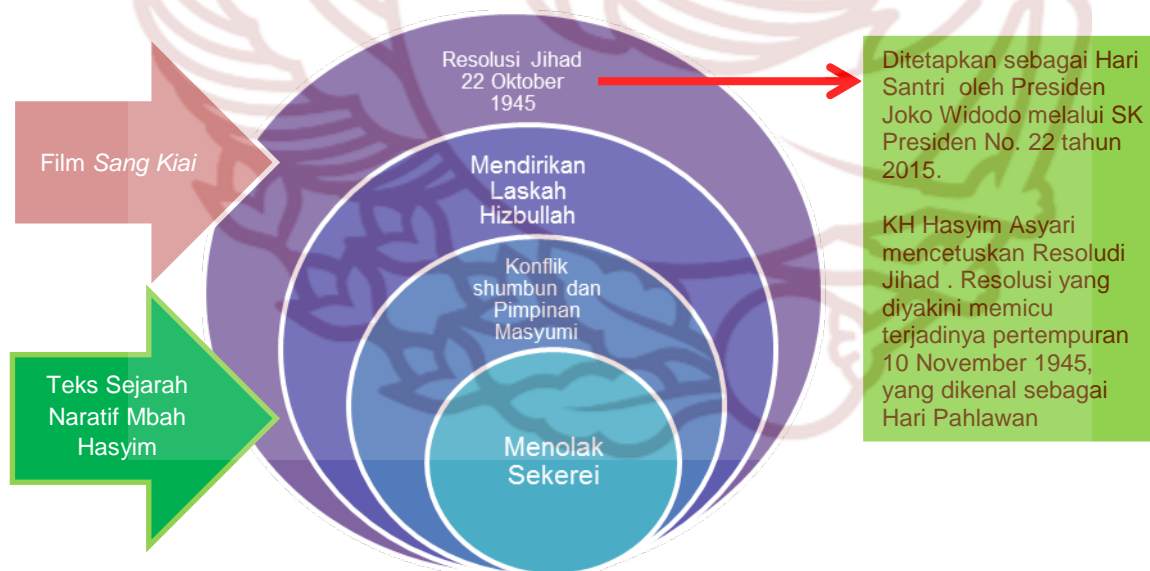 Film Sang Kiai
Teks Sejarah
Naratif Mbah
Hasyim
Resolusi Jihad
22 Oktober
1945
Mendirikan
Laskah
Hizbullah
Konflik
shumbun dan
Pimpinan
Masyumi
Menolak
Sekerei
Ditetapkan sebagai Hari
Santri oleh Presiden
Joko Widodo melalui SK
Presiden No. 22 tahun
2015.
KH Hasyim Asyari
mencetuskan Resoludi
Jihad . Resolusi yang
diyakini memicu
terjadinya pertempuran
10 November 1945,
yang dikenal sebagai
Hari Pahlawan